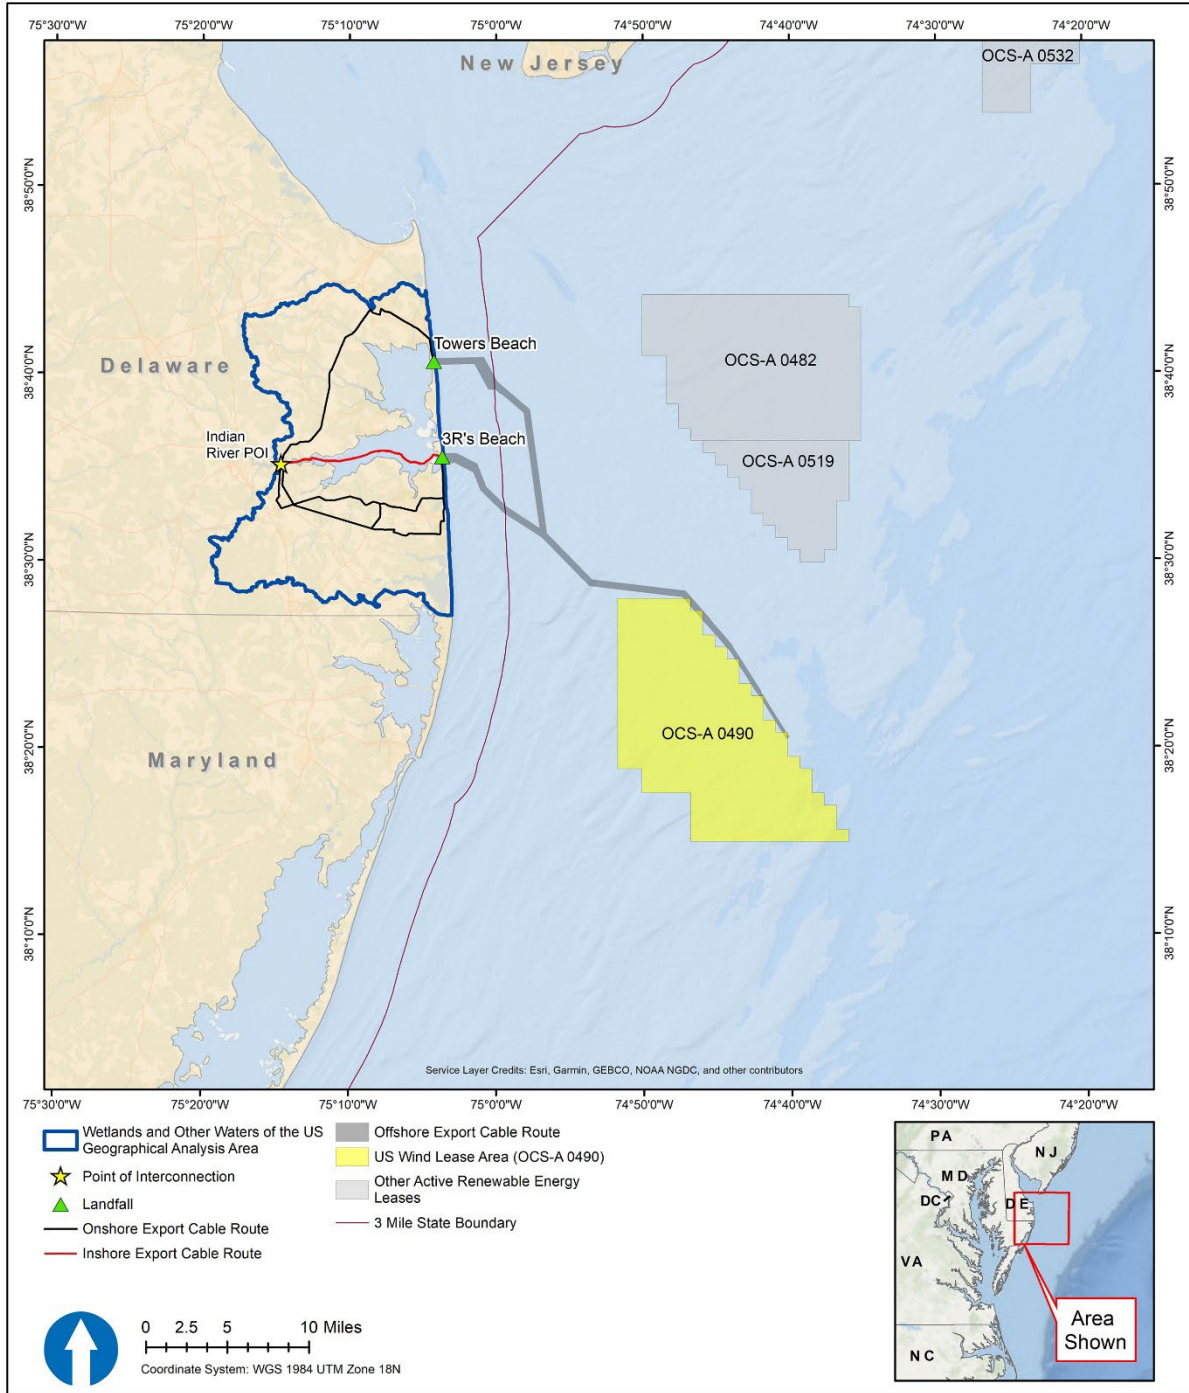 75°30'0"W 75°20'0"W 75°10'0"W 75°0'0"W 74°50'0"W 74°40'0"W 74°30'0"W 74°20'0"W
New Jersey
OCS-A 0532
38°50'0"N
38°50'0"N
Towers Beach
Delaware
OCS-A 0482
38°40'0"N
38°40'0"N
Indian
River POI
3R's Beach
OCS-A 0519
38°30'0"N
38°30'0"N
OCS-A 0490
Maryland
38°20'0"N
38°20'0"N
38°10'0"N
38°10'0"N
Service Layer Credits: Esri, Garmin, GEBCO, NOAA NGDC, and other contributors
75°30'0"W 75°20'0"W 75°10'0"W 75°0'0"W 74°50'0"W 74°40'0"W 74°30'0"W 74°20'0"W
Wetlands and Other Waters of the US
Geographical Analysis Area
Point of Interconnection
Landfall
Onshore Export Cable Route
Inshore Export Cable Route
Offshore Export Cable Route
US Wind Lease Area (OCS-A 0490)
Other Active Renewable Energy
Leases
3 Mile State Boundary
0 2.5 5 10 Miles
Coordinate System: WGS 1984 UTM Zone 18N
PA
NJ
MD
DC
DE
VA
NC
Area
Shown